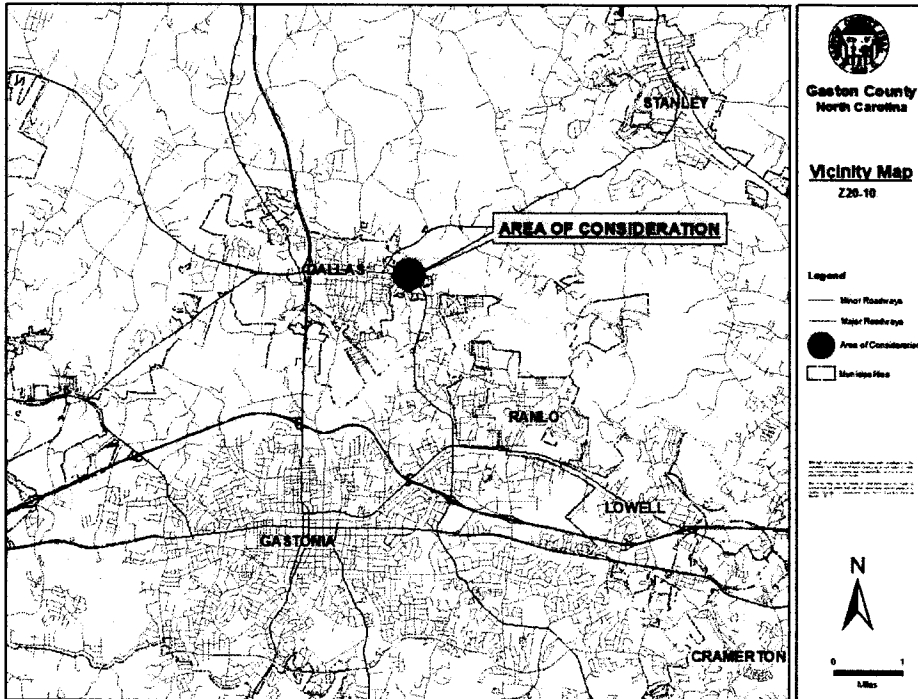 STANLEY
AREA OF CONSIDERATION
DALLAS
RANLO
LOWELL
GASTONIA
CRAMERTON
Gaston County
North Carolina
Vicinity Map
Z20-10
Legend
Minor Roadways
Major Roadways
Area of Consideration
Municipalities
N
0 1
Miles